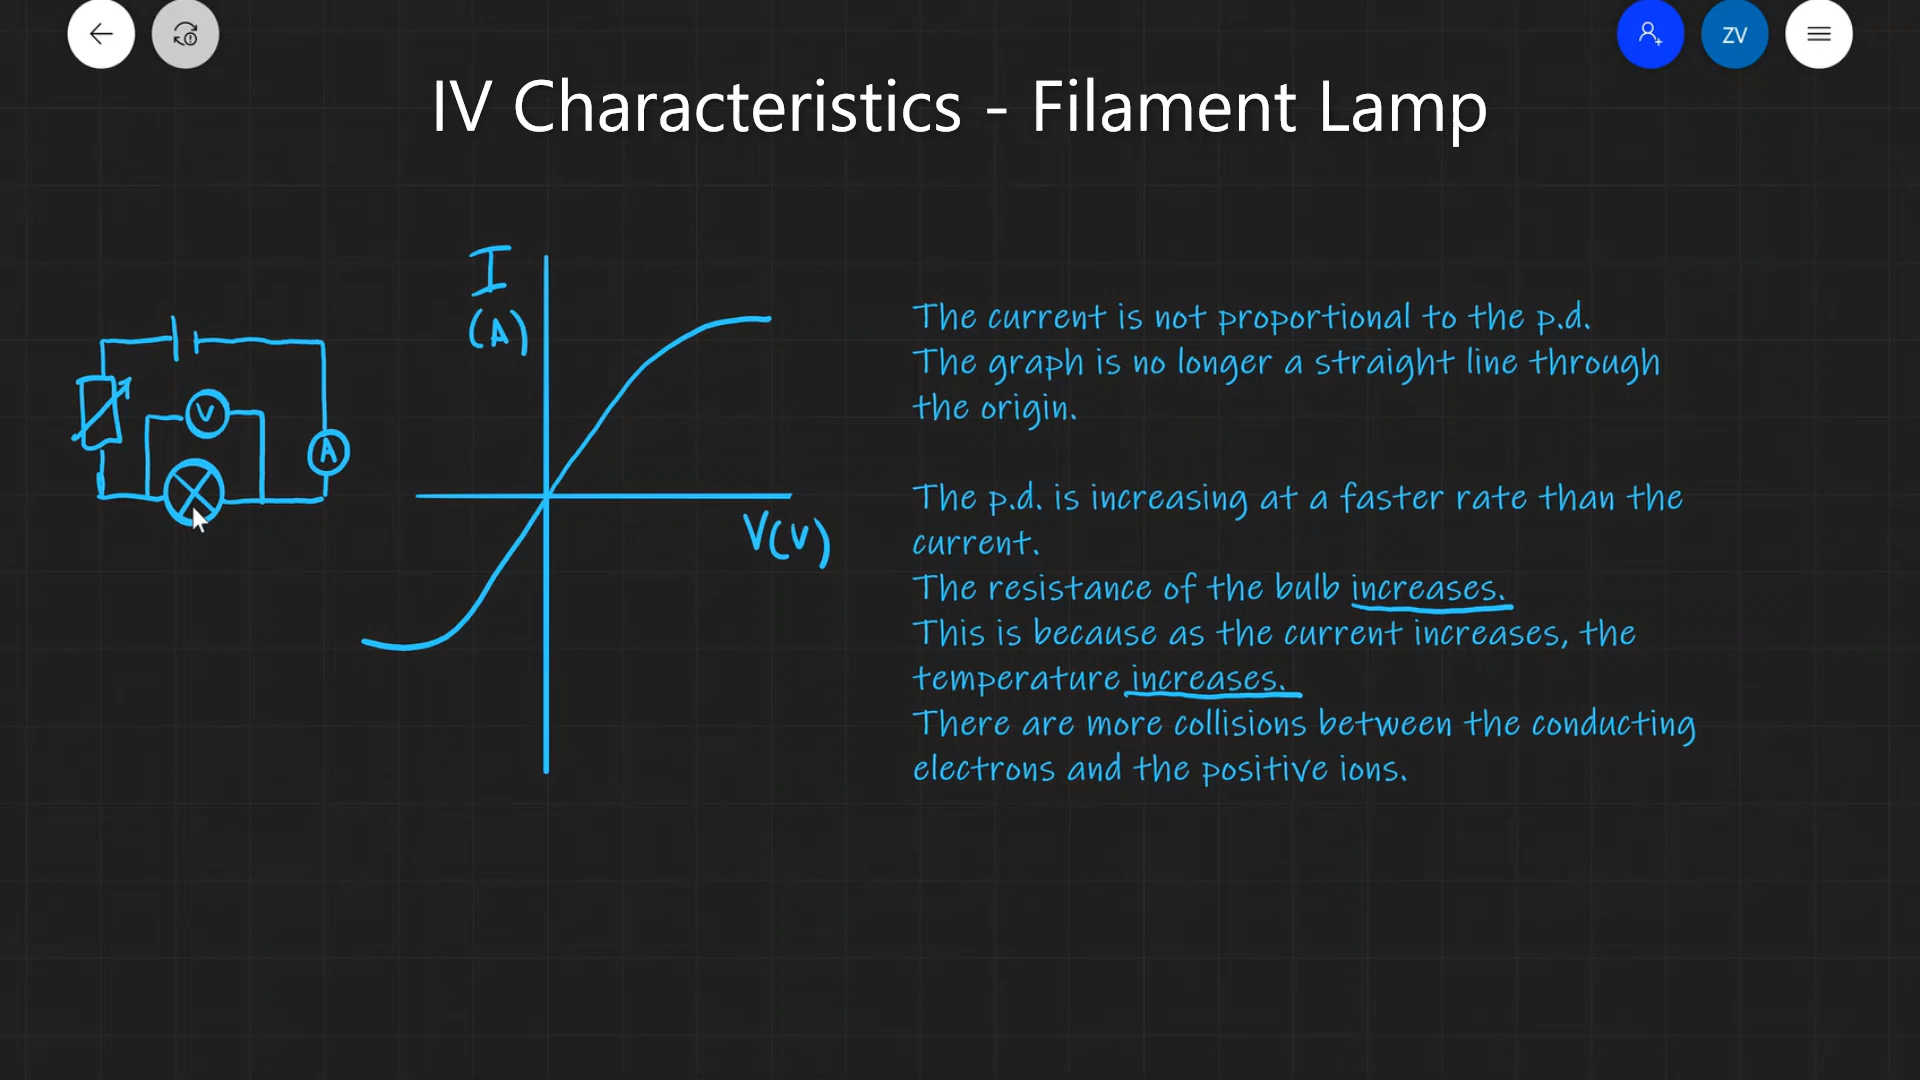 ZV
IV Characteristics - Filament Lamp
I
(A)
V
A
V(V)
The current is not proportional to the p.d.
The graph is no longer a straight line through
the origin.
The p.d. is increasing at a faster rate than the
current.
The resistance of the bulb increases.
This is because as the current increases, the
temperature increases.
There are more collisions between the conducting
electrons and the positive ions.